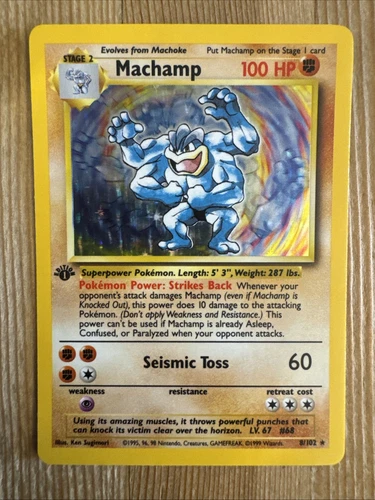 Evolves from Machoke Put Machamp on the Stage 1 card
STAGE 2
Machamp 100 HP
EDITION
1
Superpower Pokémon. Length: 5' 3", Weight: 287 lbs.
Pokémon Power: Strikes Back Whenever your
opponent's attack damages Machamp (even if Machamp is
Knocked Out), this power does 10 damage to the attacking
Pokémon. (Don't apply Weakness and Resistance.) This
power can't be used if Machamp is already Asleep,
Confused, or Paralyzed when your opponent attacks.
Seismic Toss 60
weakness resistance retreat cost
Using its amazing muscles, it throws powerful punches that
can knock its victim clear over the horizon. LV. 67 #68
Illus. Ken Sugimori ©1995, 96, 98 Nintendo, Creatures, GAMEFREAK. ©1999 Wizards. 8/102